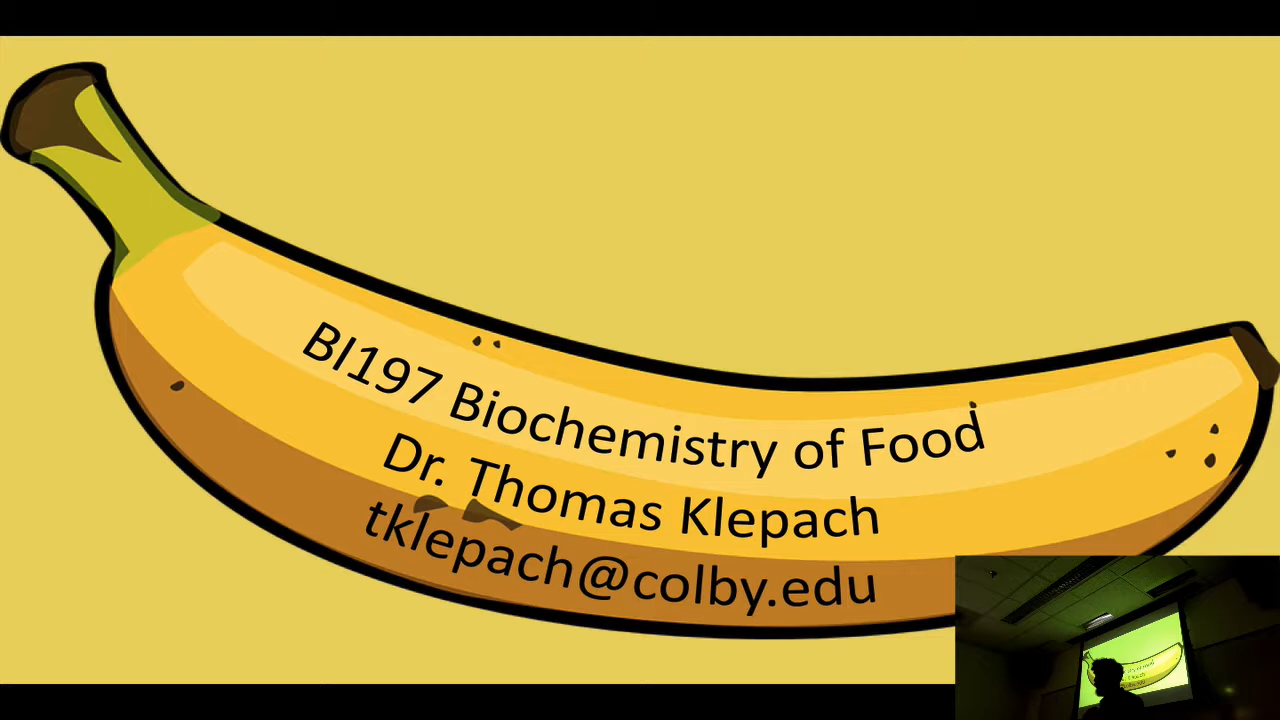 BI197 Biochemistry of Food
Dr. Thomas Klepach
tklepach@colby.edu